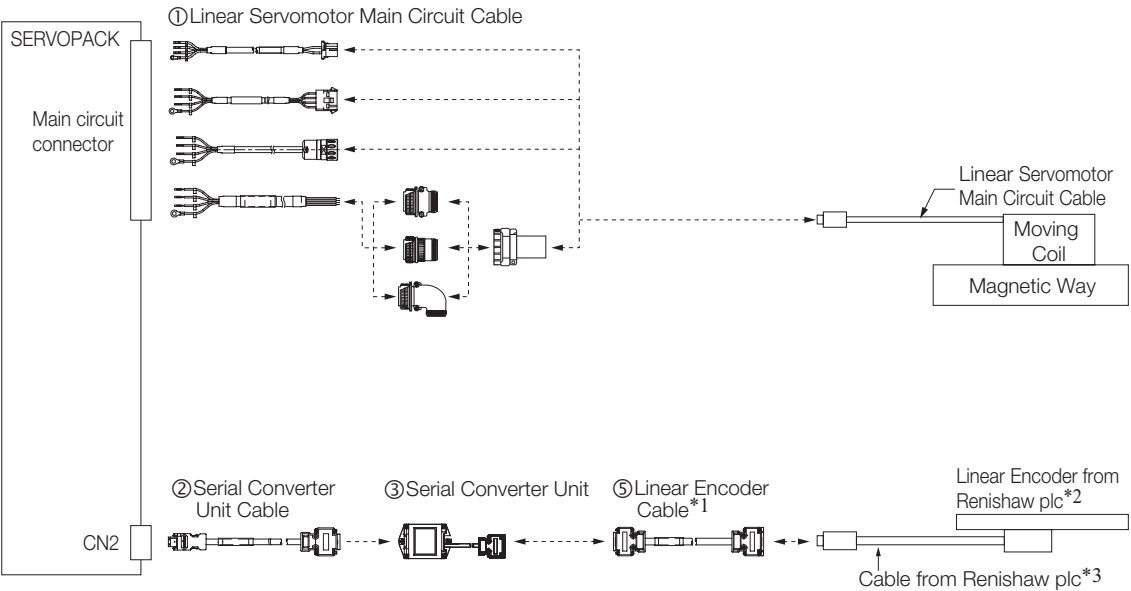 ①Linear Servomotor Main Circuit Cable
SERVOPACK
Main circuit
connector
Linear Servomotor
Main Circuit Cable
Moving
Coil
Magnetic Way
②Serial Converter
Unit Cable
③Serial Converter Unit
⑤Linear Encoder
Cable*1
Linear Encoder from
Renishaw plc*2
CN2
Cable from Renishaw plc*3